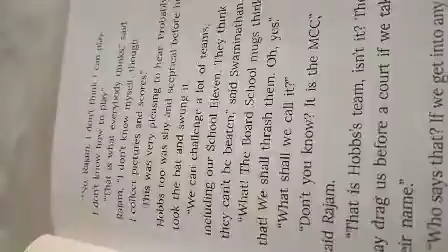 "No, Rajam, I don't think I can play.
I don't know how to play."
"That is what everybody thinks," said
Rajam, "I don't know myself, though
I collect pictures and scores."
This was very pleasing to hear. Probably
Hobbs too was shy and sceptical before he
took the bat and swung it.
"We can challenge a lot of teams,
including our School Eleven. They think
they can't be beaten," said Swaminathan.
"What! The Board School mugs think
that! We shall thrash them. Oh, yes."
"What shall we call it?"
"Don't you know? It is the MCC,"
said Rajam.
"That is Hobbs's team, isn't it? The
ay drag us before a court if we tak
eir name."
Who says that? If we get into any